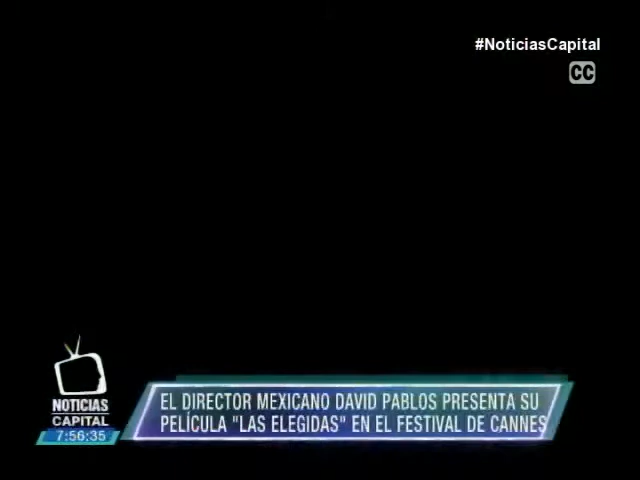 #NoticiasCapital
CC
EL DIRECTOR MEXICANO DAVID PABLOS PRESENTA SU
PELÍCULA "LAS ELEGIDAS" EN EL FESTIVAL DE CANNES
NOTICIAS
CAPITAL
7:56:35